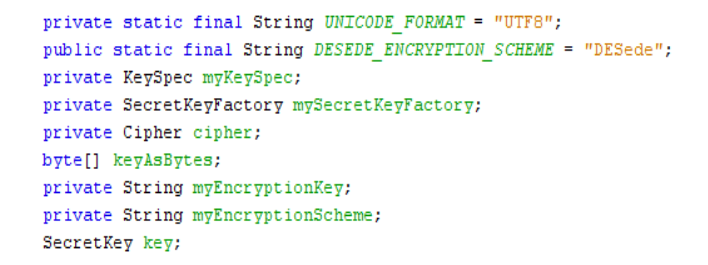 private static final String UNICODE_FORMAT = "UTF8";
public static final String DESEDE_ENCRYPTION_SCHEME = "DESede";
private KeySpec myKeySpec;
private SecretKeyFactory mySecretKeyFactory;
private Cipher cipher;
byte[] keyAsBytes;
private String myEncryptionKey;
private String myEncryptionScheme;
SecretKey key;